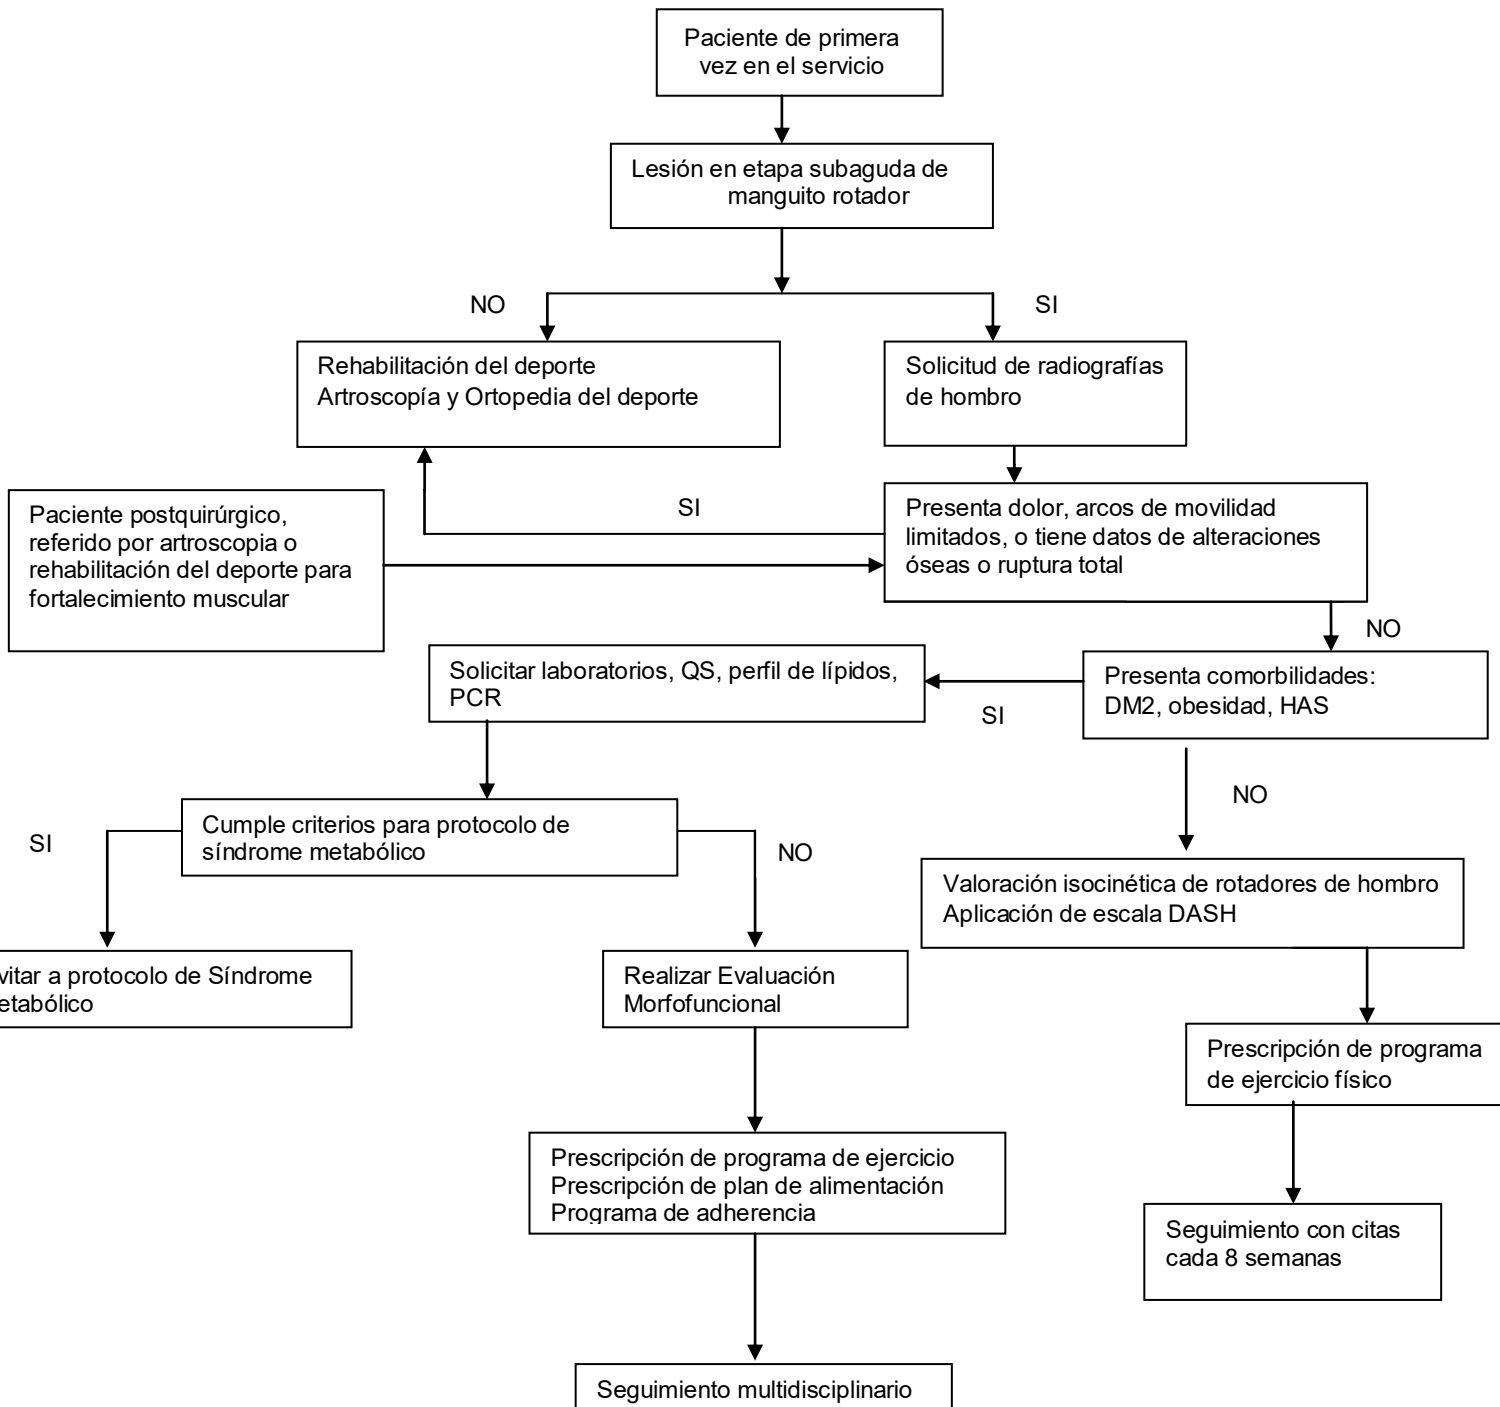 Paciente de primera
vez en el servicio
Lesión en etapa subaguda de
manguito rotador
NO
SI
Rehabilitación del deporte
Artroscopía y Ortopedia del deporte
Solicitud de radiografías
de hombro
Paciente postquirúrgico,
referido por artroscopia o
rehabilitación del deporte para
fortalecimiento muscular
SI
Presenta dolor, arcos de movilidad
limitados, o tiene datos de alteraciones
óseas o ruptura total
NO
Solicitar laboratorios, QS, perfil de lípidos,
PCR
SI
Presenta comorbilidades:
DM2, obesidad, HAS
NO
Cumple criterios para protocolo de
síndrome metabólico
SI
NO
Valoración isocinética de rotadores de hombro
Aplicación de escala DASH
vitar a protocolo de Síndrome
etabólico
Realizar Evaluación
Morfofuncional
Prescripción de programa
de ejercicio físico
Prescripción de programa de ejercicio
Prescripción de plan de alimentación
Programa de adherencia
Seguimiento con citas
cada 8 semanas
Seguimiento multidisciplinario